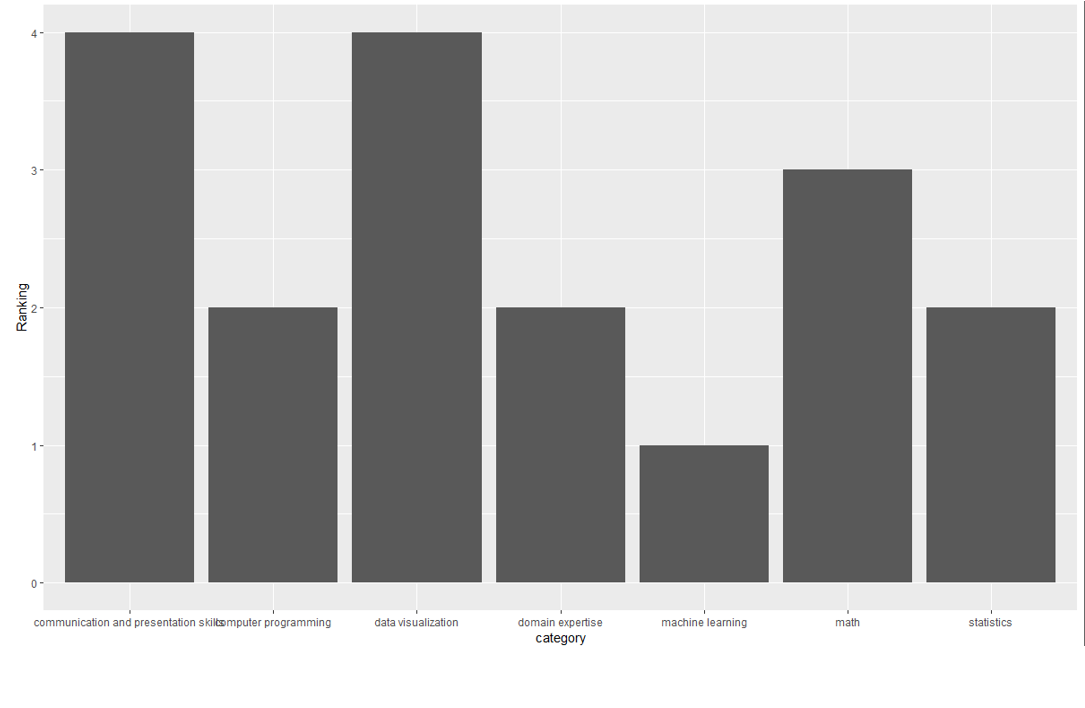 4
3
2
1
0
Ranking
communication and presentation skills
computer programming
data visualization
domain expertise
machine learning
math
statistics
category